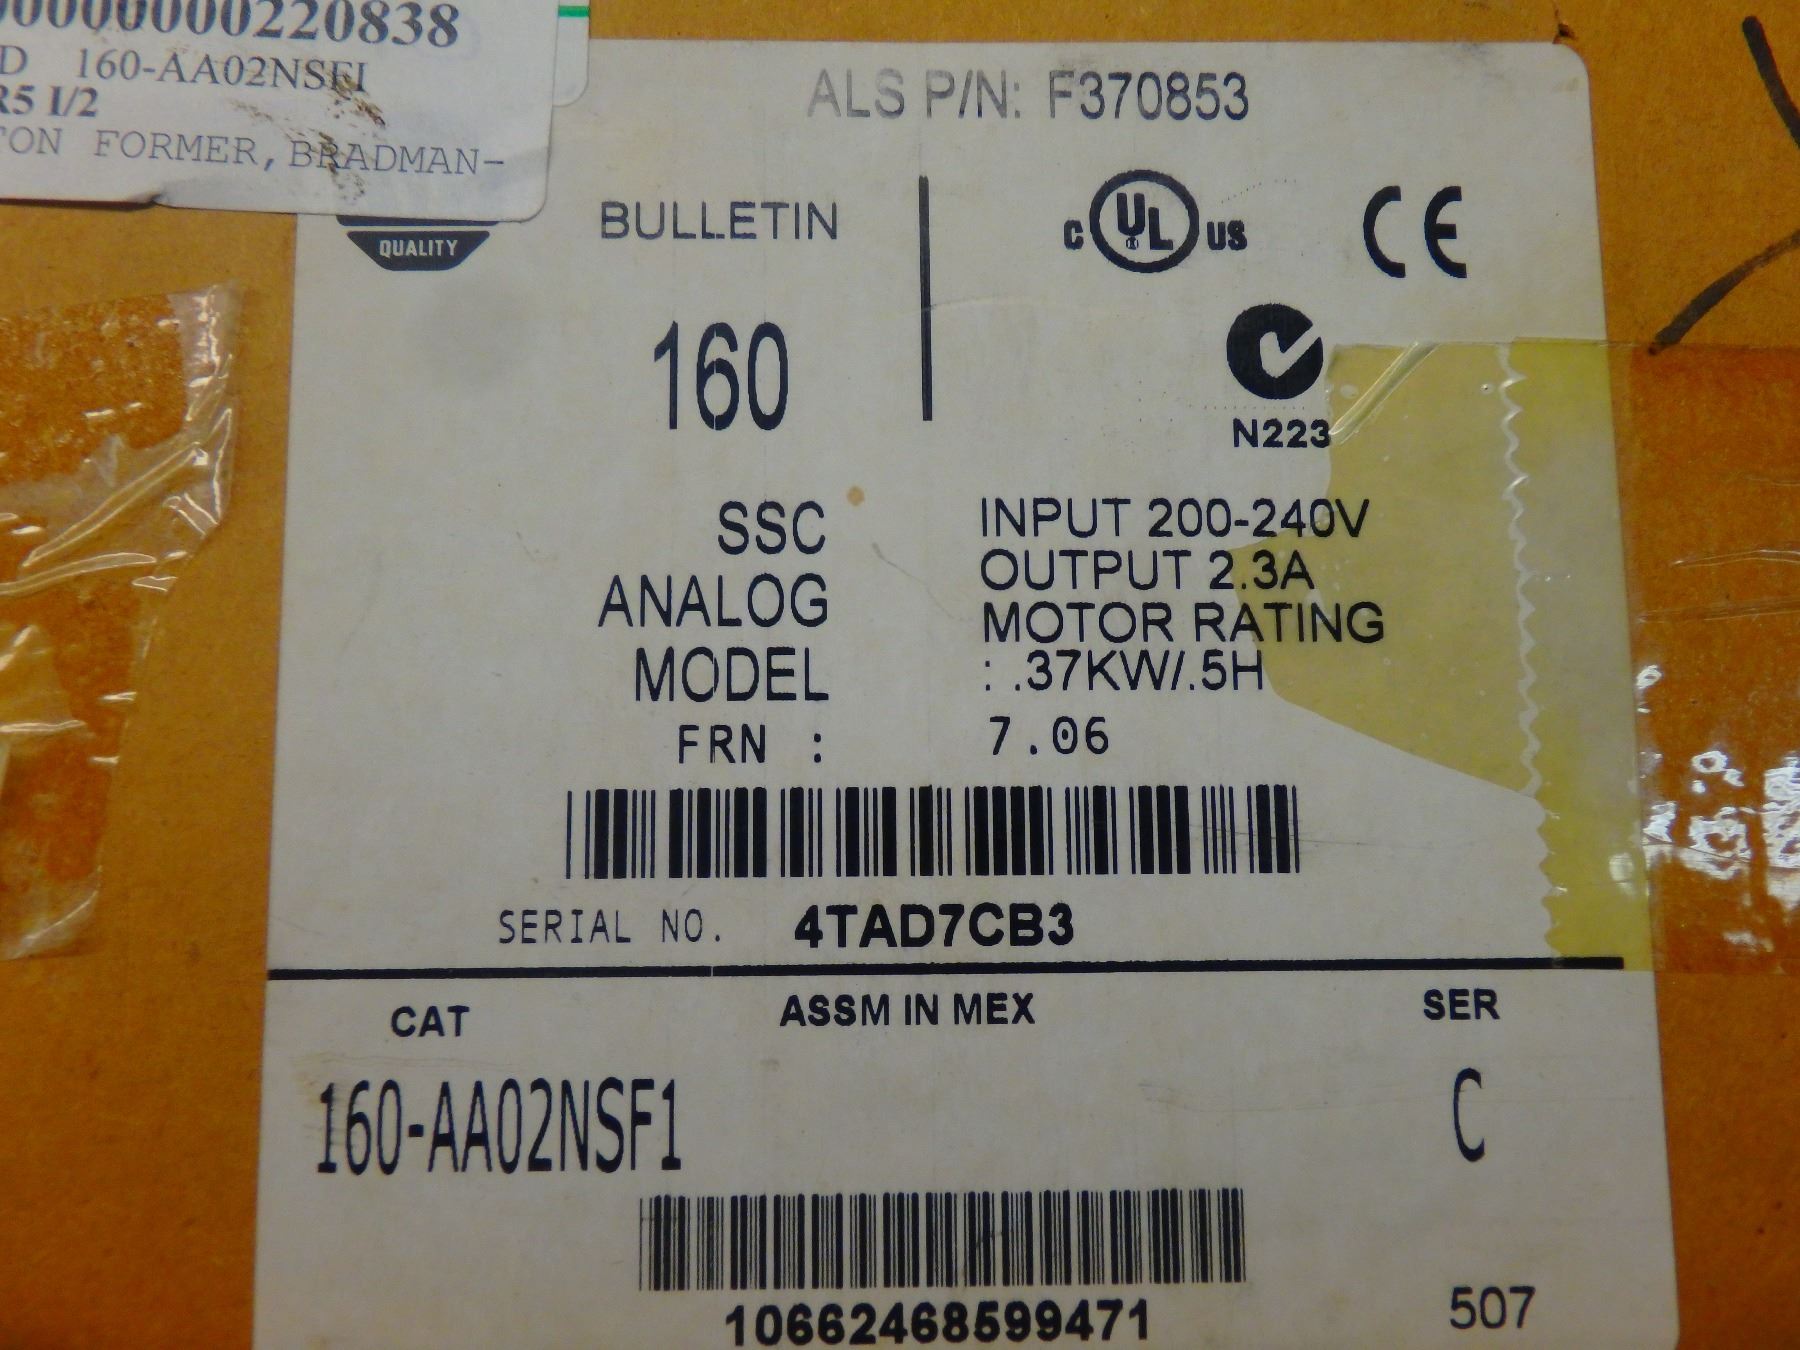 220838
160-AA02NSFI
R5 I/2
TON FORMER, BRADMAN-
ALS P/N: F370853
QUALITY
BULLETIN
160
C UL US
CE
N223
SSC
ANALOG
MODEL
INPUT 200-240V
OUTPUT 2.3A
MOTOR RATING
: .37KW/.5H
FRN : 7.06
SERIAL NO. 4TAD7CB3
CAT
ASSM IN MEX
SER
160-AA02NSF1
C
10662468599471
507